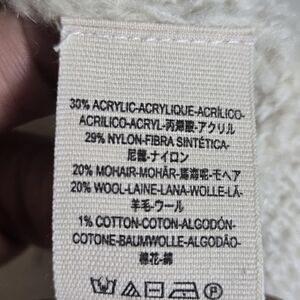 30% ACRYLIC-ACRYLIQUE-ACRÍLICO-
ACRILICO-ACRYL-丙烯酸-アクリル
29% NYLON-FIBRA SINTÉTICA-
尼龍-ナイロン
20% MOHAIR-MOHÄR-馬海呢-モヘア
20% WOOL-LAINE-LANA-WOLLE-LÃ-
羊毛-ウール
1% COTTON-COTON-ALGODÓN-
COTONE-BAUMWOLLE-ALGODÃO-
棉花-綿
P